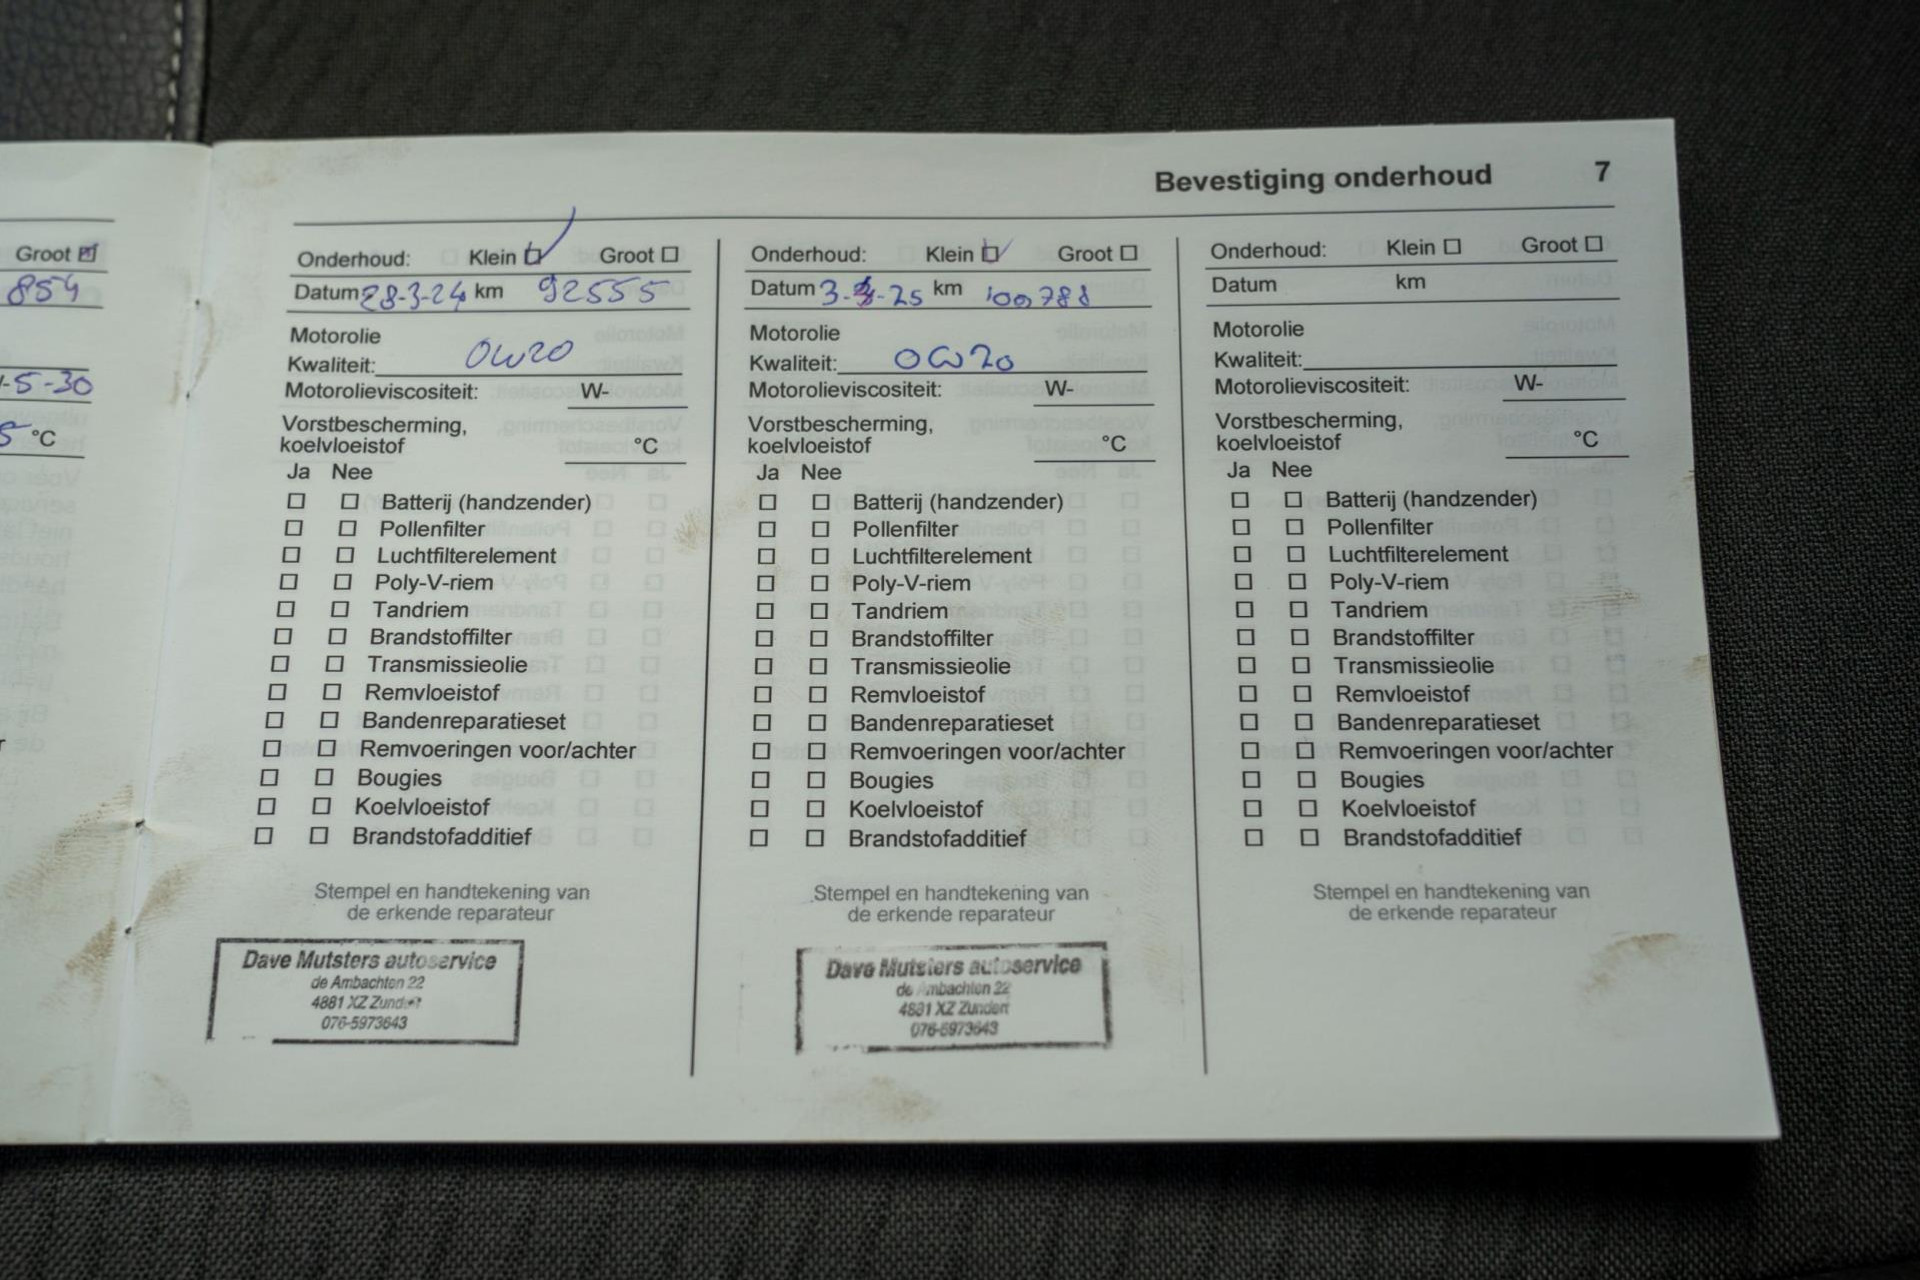 Bevestiging onderhoud 7
Groot
854
-5-30
5 °C
Onderhoud: Klein Groot
Datum 28-3-24 km 92555
Motorolie
Kwaliteit: 0W20
Motorolieviscositeit: W-
Vorstbescherming,
koelvloeistof °C
Ja Nee
Batterij (handzender)
Pollenfilter
Luchtfilterelement
Poly-V-riem
Tandriem
Brandstoffilter
Transmissieolie
Remvloeistof
Bandenreparatieset
Remvoeringen voor/achter
Bougies
Koelvloeistof
Brandstofadditief
Stempel en handtekening van
de erkende reparateur
Dave Mutsters autoservice
de Ambachten 22
4881 XZ Zundert
076-5973643
Onderhoud: Klein Groot
Datum 3- -25 km 100788
Motorolie
Kwaliteit: 0W20
Motorolieviscositeit: W-
Vorstbescherming,
koelvloeistof °C
Ja Nee
Batterij (handzender)
Pollenfilter
Luchtfilterelement
Poly-V-riem
Tandriem
Brandstoffilter
Transmissieolie
Remvloeistof
Bandenreparatieset
Remvoeringen voor/achter
Bougies
Koelvloeistof
Brandstofadditief
Stempel en handtekening van
de erkende reparateur
Dave Mutsters autoservice
de Ambachten 22
4881 XZ Zundert
076-5973643
Onderhoud: Klein Groot
Datum km
Motorolie
Kwaliteit:
Motorolieviscositeit: W-
Vorstbescherming,
koelvloeistof °C
Ja Nee
Batterij (handzender)
Pollenfilter
Luchtfilterelement
Poly-V-riem
Tandriem
Brandstoffilter
Transmissieolie
Remvloeistof
Bandenreparatieset
Remvoeringen voor/achter
Bougies
Koelvloeistof
Brandstofadditief
Stempel en handtekening van
de erkende reparateur